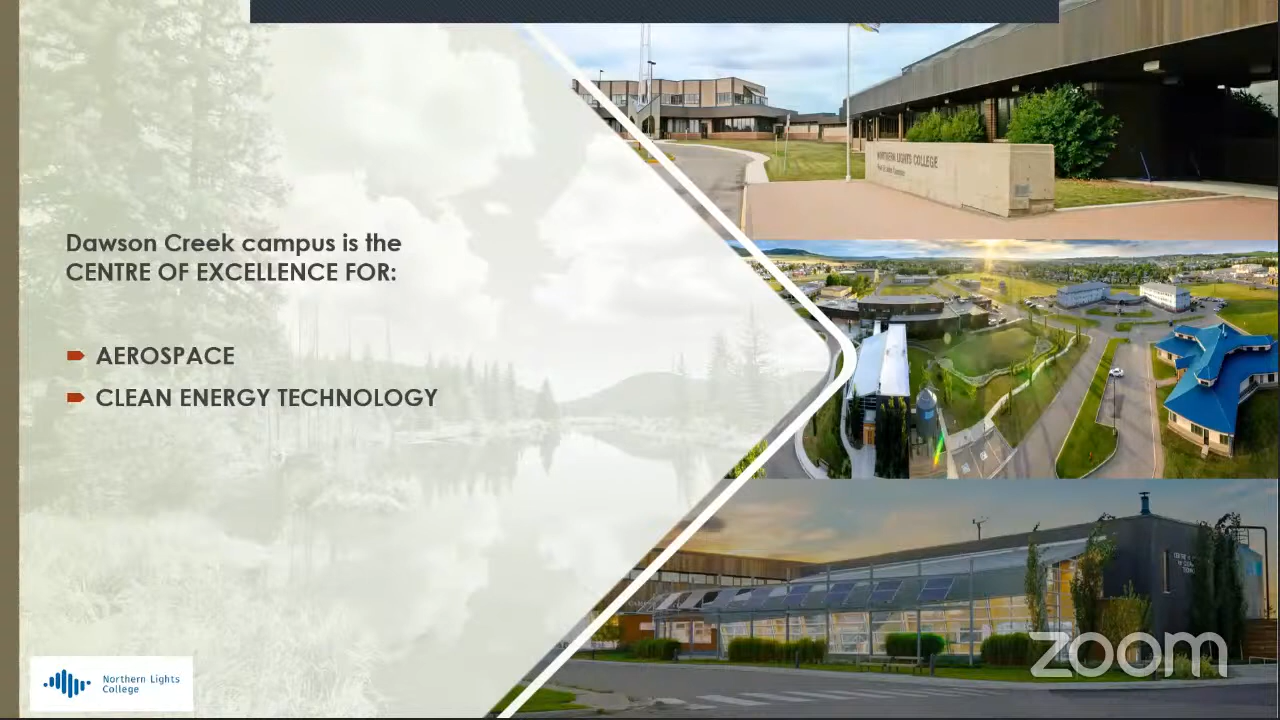 Dawson Creek campus is the
CENTRE OF EXCELLENCE FOR:
AEROSPACE
CLEAN ENERGY TECHNOLOGY
NORTHERN LIGHTS COLLEGE
Northern Lights
College
zoom